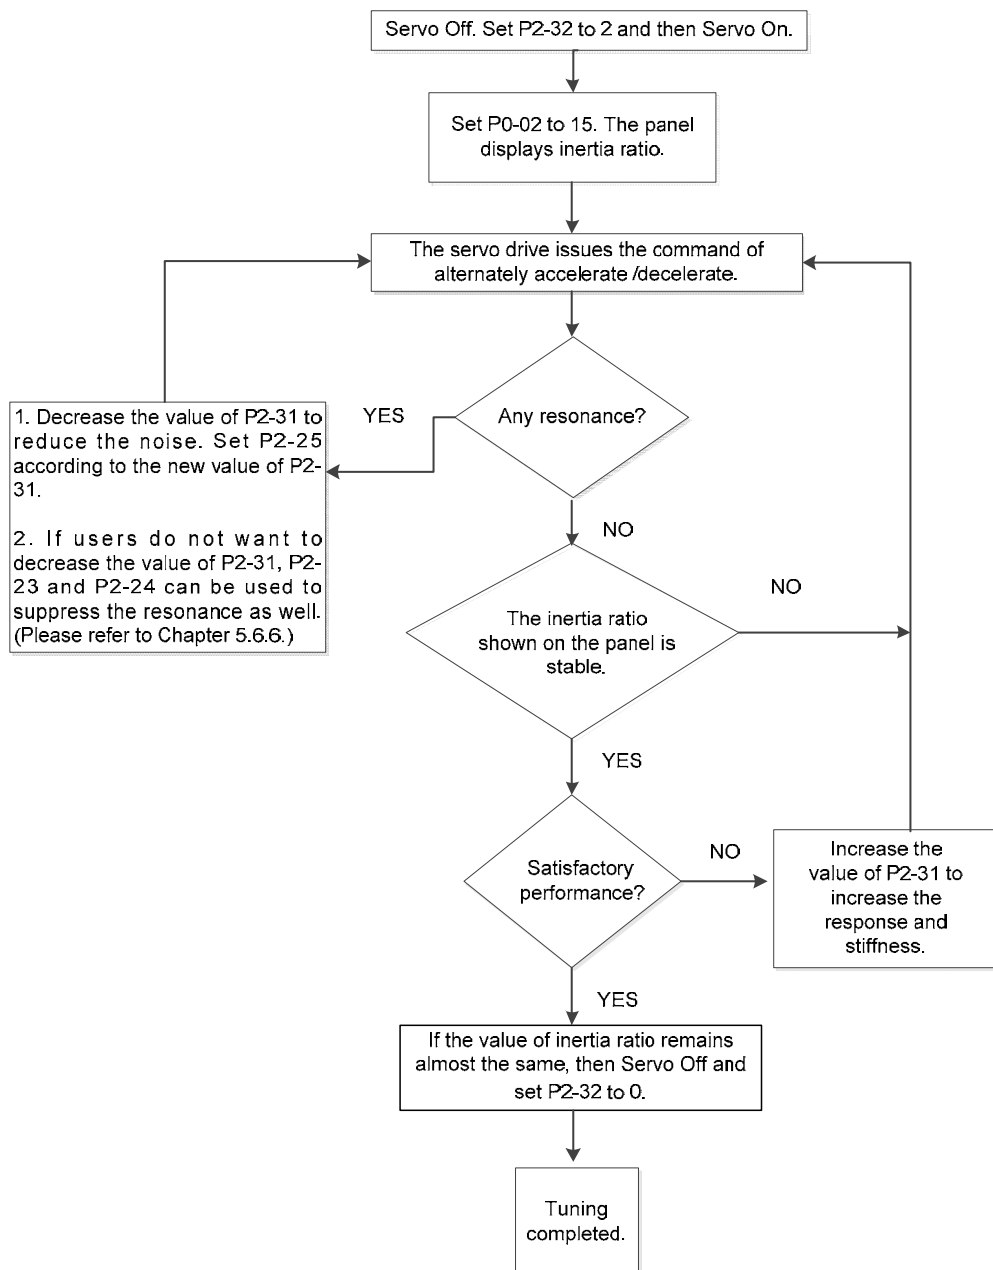 Servo Off. Set P2-32 to 2 and then Servo On.
Set P0-02 to 15. The panel
displays inertia ratio.
The servo drive issues the command of
alternately accelerate /decelerate.
Any resonance?
YES
1. Decrease the value of P2-31 to
reduce the noise. Set P2-25
according to the new value of P2-
31.
2. If users do not want to
decrease the value of P2-31, P2-
23 and P2-24 can be used to
suppress the resonance as well.
(Please refer to Chapter 5.6.6.)
NO
The inertia ratio
shown on the panel is
stable.
NO
YES
Satisfactory
performance?
NO
Increase the
value of P2-31 to
increase the
response and
stiffness.
YES
If the value of inertia ratio remains
almost the same, then Servo Off and
set P2-32 to 0.
Tuning
completed.